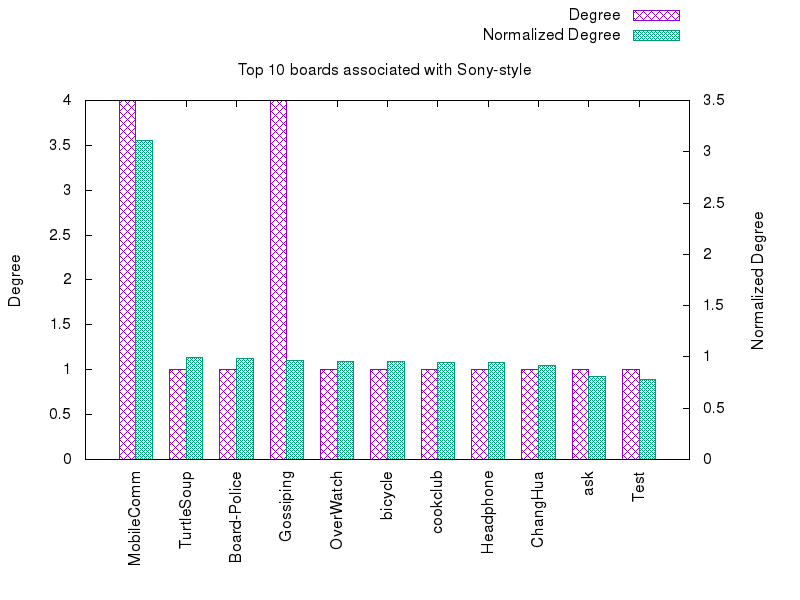 Degree
Normalized Degree
Top 10 boards associated with Sony-style
4
3.5
3
2.5
2
1.5
1
0.5
0
3.5
3
2.5
2
1.5
1
0.5
0
Degree
Normalized Degree
MobileComm
TurtleSoup
Board-Police
Gossiping
OverWatch
bicycle
cookclub
Headphone
ChangHua
ask
Test